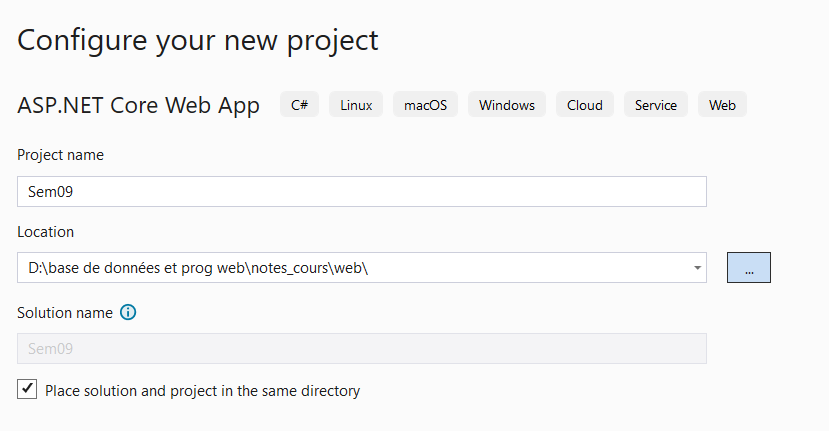 Configure your new project
ASP.NET Core Web App C# Linux macOS Windows Cloud Service Web
Project name
Sem09
Location
D:\base de données et prog web\notes_cours\web\
...
Solution name
Sem09
Place solution and project in the same directory